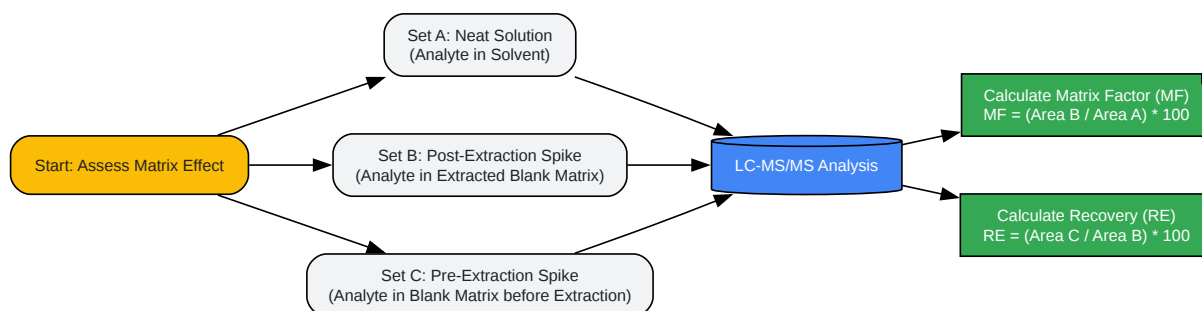 Start: Assess Matrix Effect
Set A: Neat Solution
(Analyte in Solvent)
Set B: Post-Extraction Spike
(Analyte in Extracted Blank Matrix)
Set C: Pre-Extraction Spike
(Analyte in Blank Matrix before Extraction)
LC-MS/MS Analysis
Calculate Matrix Factor (MF)
MF = (Area B / Area A) * 100
Calculate Recovery (RE)
RE = (Area C / Area B) * 100